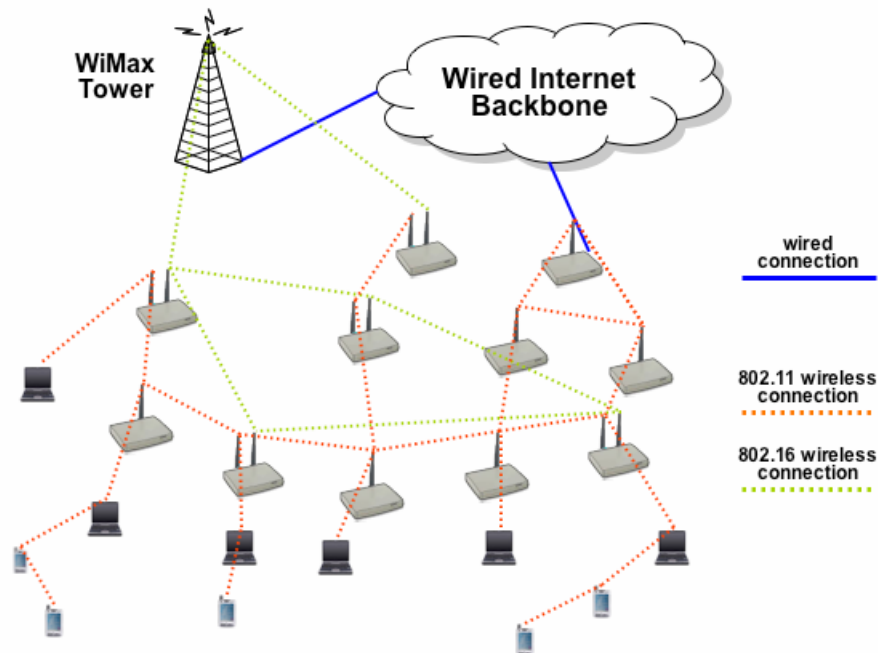 WiMax
Tower
Wired Internet
Backbone
wired
connection
802.11 wireless
connection
802.16 wireless
connection